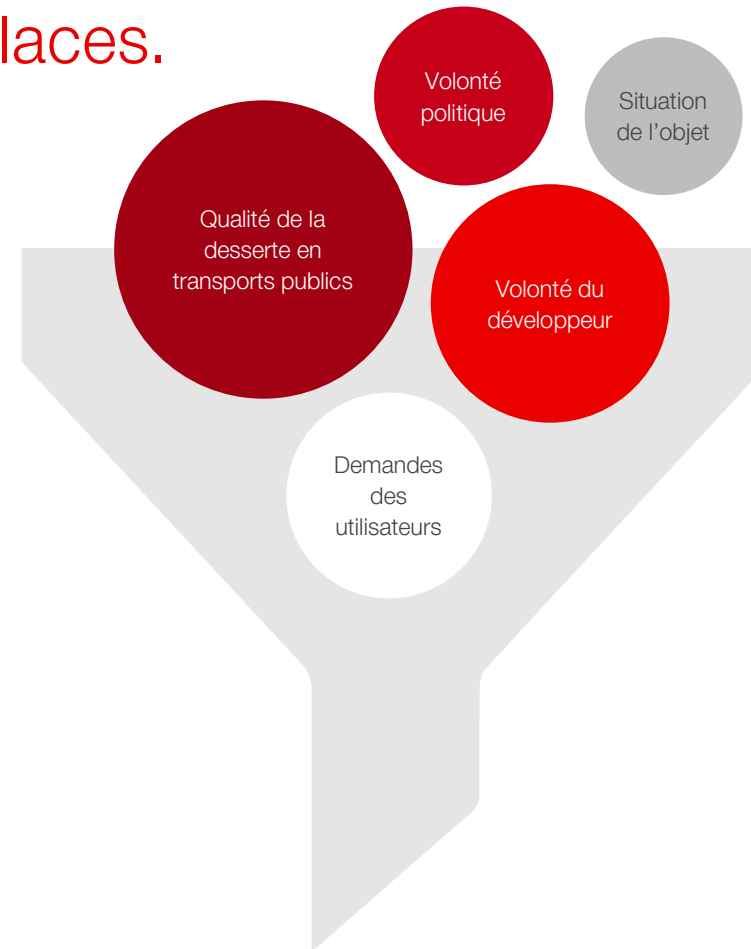 laces.
Volonté
politique
Situation
de l'objet
Qualité de la
desserte en
transports publics
Volonté du
développeur
Demandes
des
utilisateurs